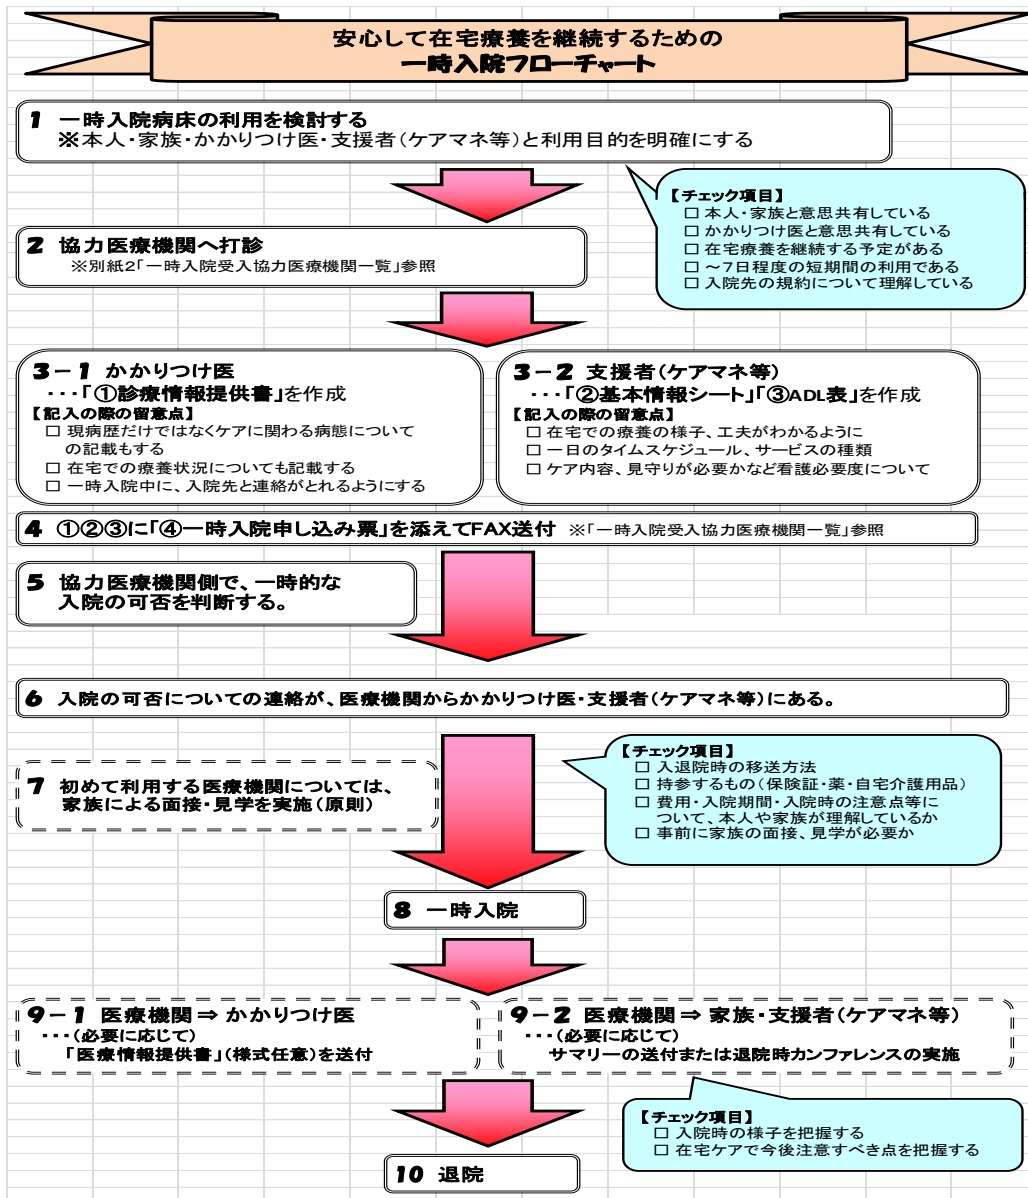 安心して在宅療養を継続するための
一時入院フローチャート
1 一時入院病床の利用を検討する
※本人・家族・かかりつけ医・支援者(ケアマネ等)と利用目的を明確にする
【チェック項目】
□ 本人・家族と意思共有している
□ かかりつけ医と意思共有している
□ 在宅療養を継続する予定がある
□ ～7日程度の短期間の利用である
□ 入院先の規約について理解している
2 協力医療機関へ打診
※別紙2「一時入院受入協力医療機関一覧」参照
3－1 かかりつけ医
・・・「①診療情報提供書」を作成
【記入の際の留意点】
□ 現病歴だけではなくケアに関わる病態について
の記載もする
□ 在宅での療養状況についても記載する
□ 一時入院中に、入院先と連絡がとれるようにする
3－2 支援者(ケアマネ等)
・・・「②基本情報シート」「③ADL表」を作成
【記入の際の留意点】
□ 在宅での療養の様子、工夫がわかるように
□ 一日のタイムスケジュール、サービスの種類
□ ケア内容、見守りが必要かなど看護必要度について
4 ①②③に「④一時入院申し込み票」を添えてFAX送付 ※「一時入院受入協力医療機関一覧」参照
5 協力医療機関側で、一時的な
入院の可否を判断する。
6 入院の可否についての連絡が、医療機関からかかりつけ医・支援者(ケアマネ等)にある。
【チェック項目】
□ 入退院時の移送方法
□ 持参するもの(保険証・薬・自宅介護用品)
□ 費用・入院期間・入院時の注意点等に
ついて、本人や家族が理解しているか
□ 事前に家族の面接、見学が必要か
7 初めて利用する医療機関については、
家族による面接・見学を実施(原則)
8 一時入院
9－1 医療機関⇒かかりつけ医
・・・(必要に応じて)
「医療情報提供書」(様式任意)を送付
9－2 医療機関⇒家族・支援者(ケアマネ等)
・・・(必要に応じて)
サマリーの送付または退院時カンファレンスの実施
【チェック項目】
□ 入院時の様子を把握する
□ 在宅ケアで今後注意すべき点を把握する
10 退院